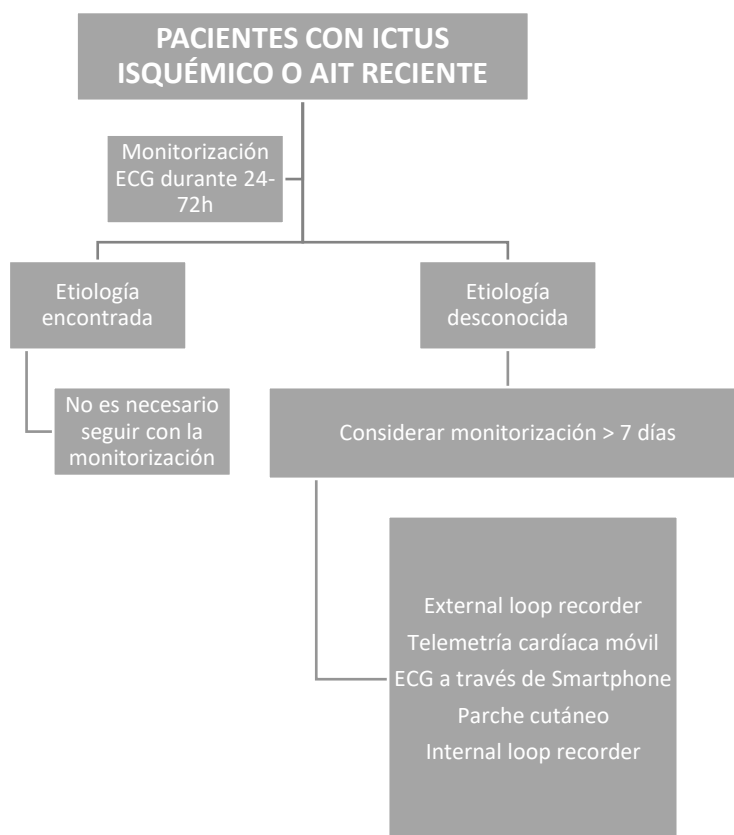 PACIENTES CON ICTUS
ISQUÉMICO O AIT RECIENTE
Monitorización
ECG durante 24-
72h
Etiología
encontrada
Etiología
desconocida
No es necesario
seguir con la
monitorización
Considerar monitorización > 7 días
External loop recorder
Telemetría cardíaca móvil
ECG a través de Smartphone
Parche cutáneo
Internal loop recorder